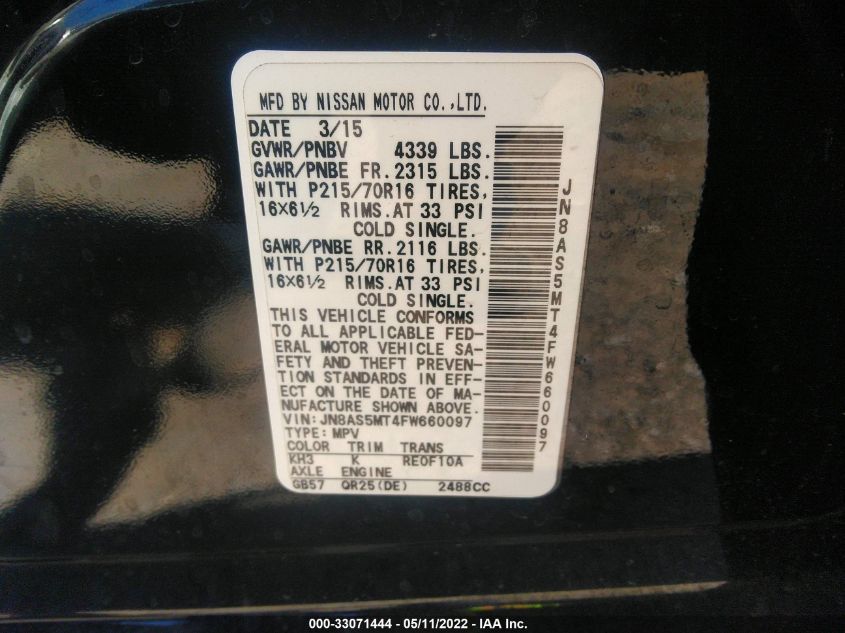 MFD BY NISSAN MOTOR CO.,LTD.
DATE 3/15
GVWR/PNBV 4339 LBS.
GAWR/PNBE FR. 2315 LBS.
WITH P215/70R16 TIRES,
16×6½ RIMS. AT 33 PSI
COLD SINGLE.
GAWR/PNBE RR. 2116 LBS.
WITH P215/70R16 TIRES,
16×6½ RIMS. AT 33 PSI
COLD SINGLE.
THIS VEHICLE CONFORMS
TO ALL APPLICABLE FED-
ERAL MOTOR VEHICLE SA-
FETY AND THEFT PREVEN-
TION STANDARDS IN EFF-
ECT ON THE DATE OF MA-
NUFACTURE SHOWN ABOVE.
VIN: JN8AS5MT4FW660097
TYPE: MPV
COLOR TRIM TRANS
KH3 K RE0F10A
AXLE ENGINE
GB57 QR25(DE) 2488CC
JN8AS5MT4FW660097
000-33071444 - 05/11/2022 - IAA Inc.